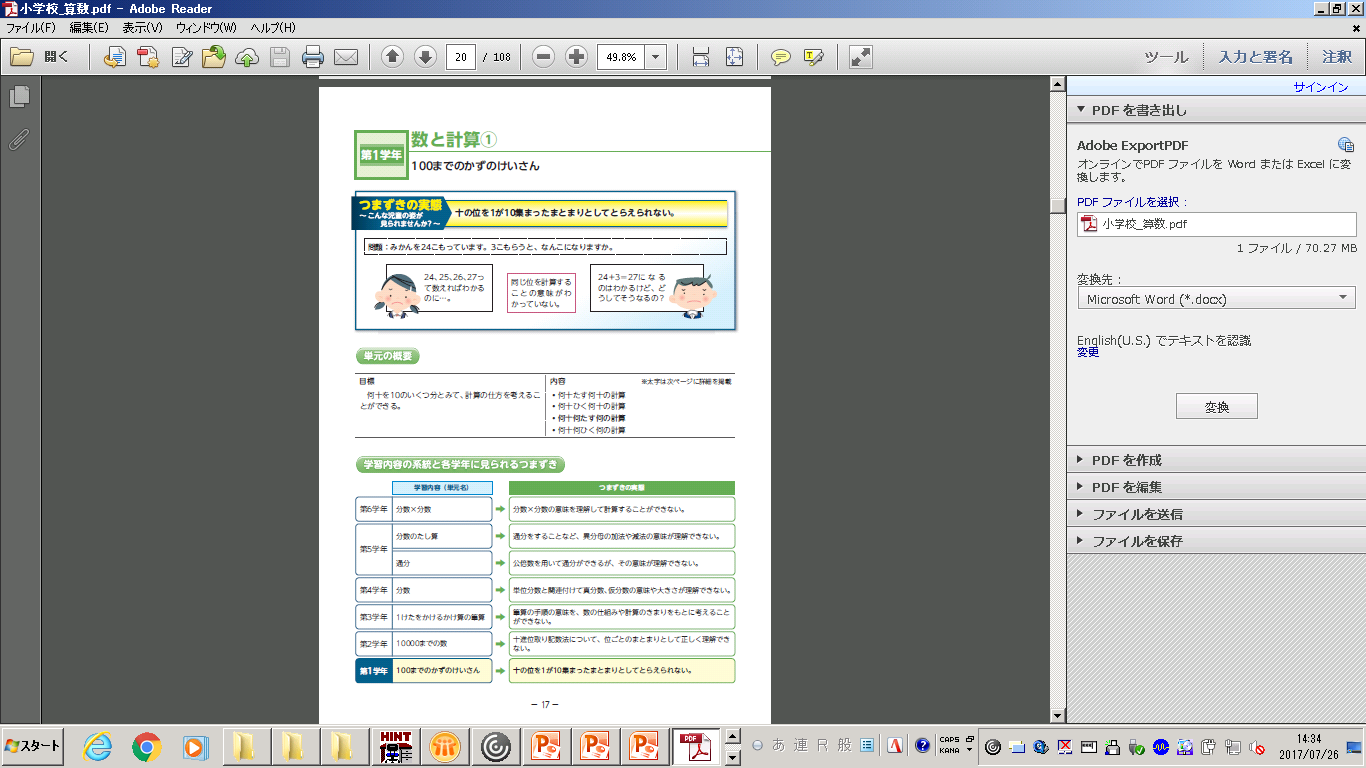 小学校_算数.pdf - Adobe Reader
ファイル(F) 編集(E) 表示(V) ウィンドウ(W) ヘルプ(H)
開く 20 / 108 49.8% ツール 入力と署名 注釈
サインイン
数と計算①
第1学年
100までのかずのけいさん
つまずきの実態
～こんな児童の姿が
見られませんか？～
十の位を1が10集まったまとまりとしてとらえられない。
問題：みかんを24こもっています。3こもらうと、なんこになりますか。
24、25、26、27っ
て数えればわかる
のに…。
同じ位を計算する
ことの意味がわ
かっていない。
24+3=27になる
のはわかるけど、ど
うしてそうなるの？
単元の概要
目標
何十を10のいくつ分とみて、計算の仕方を考えるこ
とができる。
内容 ※太字は次ページに詳細を掲載
・何十たす何十の計算
・何十ひく何十の計算
・何十何たす何の計算
・何十何ひく何の計算
学習内容の系統と各学年に見られるつまずき
学習内容（単元名） つまずきの実態
第6学年 分数×分数 分数×分数の意味を理解して計算することができない。
第5学年
分数のたし算 通分をすることなど、異分母の加法や減法の意味が理解できない。
通分 公倍数を用いて通分ができるが、その意味が理解できない。
第4学年 分数 単位分数と関連付けて真分数、仮分数の意味や大きさが理解できない。
第3学年 1けたをかけるかけ算の筆算 筆算の手順の意味を、数の仕組みや計算のきまりをもとに考えること
ができない。
第2学年 10000までの数 十進位取り記数法について、位ごとのまとまりとして正しく理解でき
ない。
第1学年 100までのかずのけいさん 十の位を1が10集まったまとまりとしてとらえられない。
－ 17 －
PDF を書き出し
Adobe ExportPDF
オンラインで PDF ファイルを Word または Excel に変
換します。
PDF ファイルを選択：
小学校_算数.pdf
1 ファイル / 70.27 MB
変換先：
Microsoft Word (*.docx)
English(U.S.) でテキストを認識
変更
変換
PDF を作成
PDF を編集
ファイルを送信
ファイルを保存
スタート HINT PDF あ 連 R 般 CAPS KANA 14:34
2017/07/26